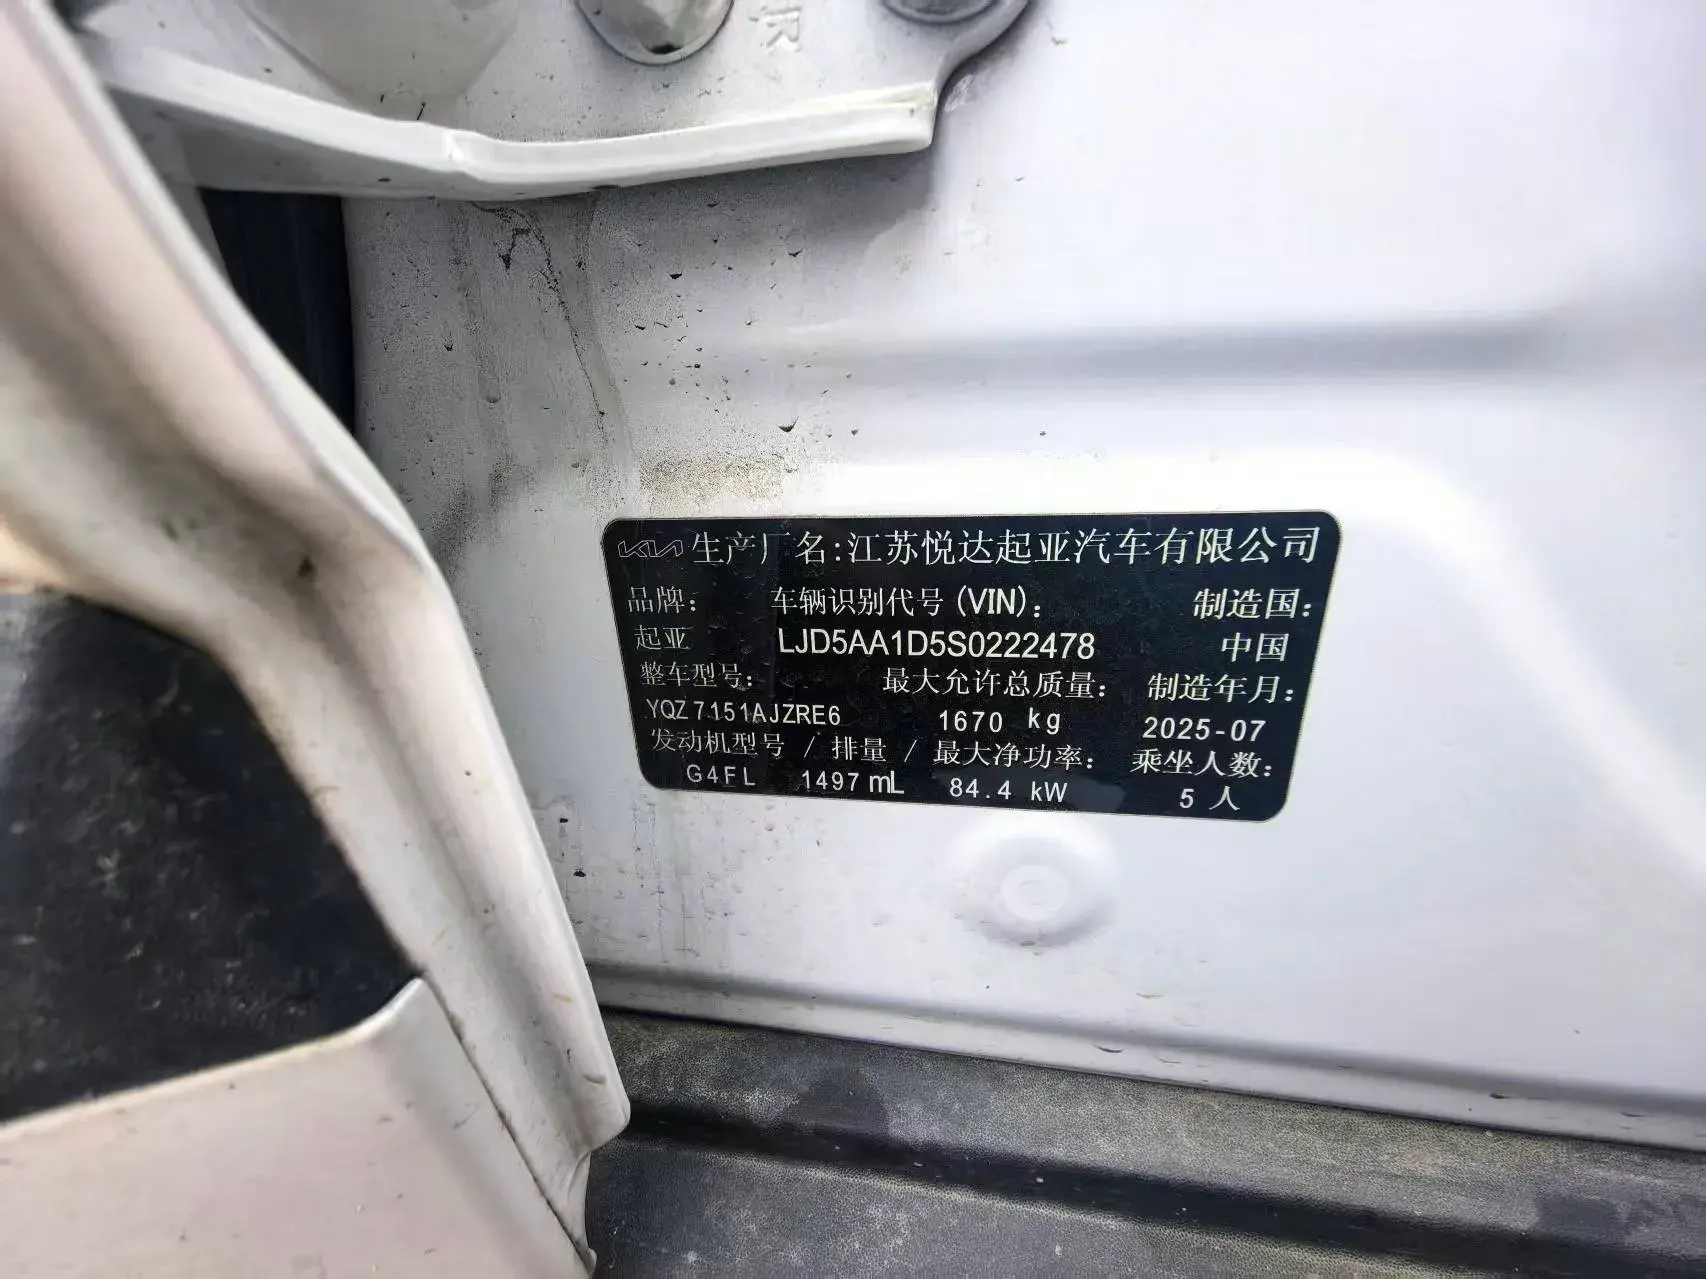 R
KIA 生产厂名:江苏悦达起亚汽车有限公司
品牌: 车辆识别代号(VIN): 制造国:
起亚 LJD5AA1D5S0222478 中国
整车型号: 最大允许总质量: 制造年月:
YQZ7151AJZRE6 1670 kg 2025-07
发动机型号 / 排量 / 最大净功率: 乘坐人数:
G4FL 1497 mL 84.4 kW 5 人